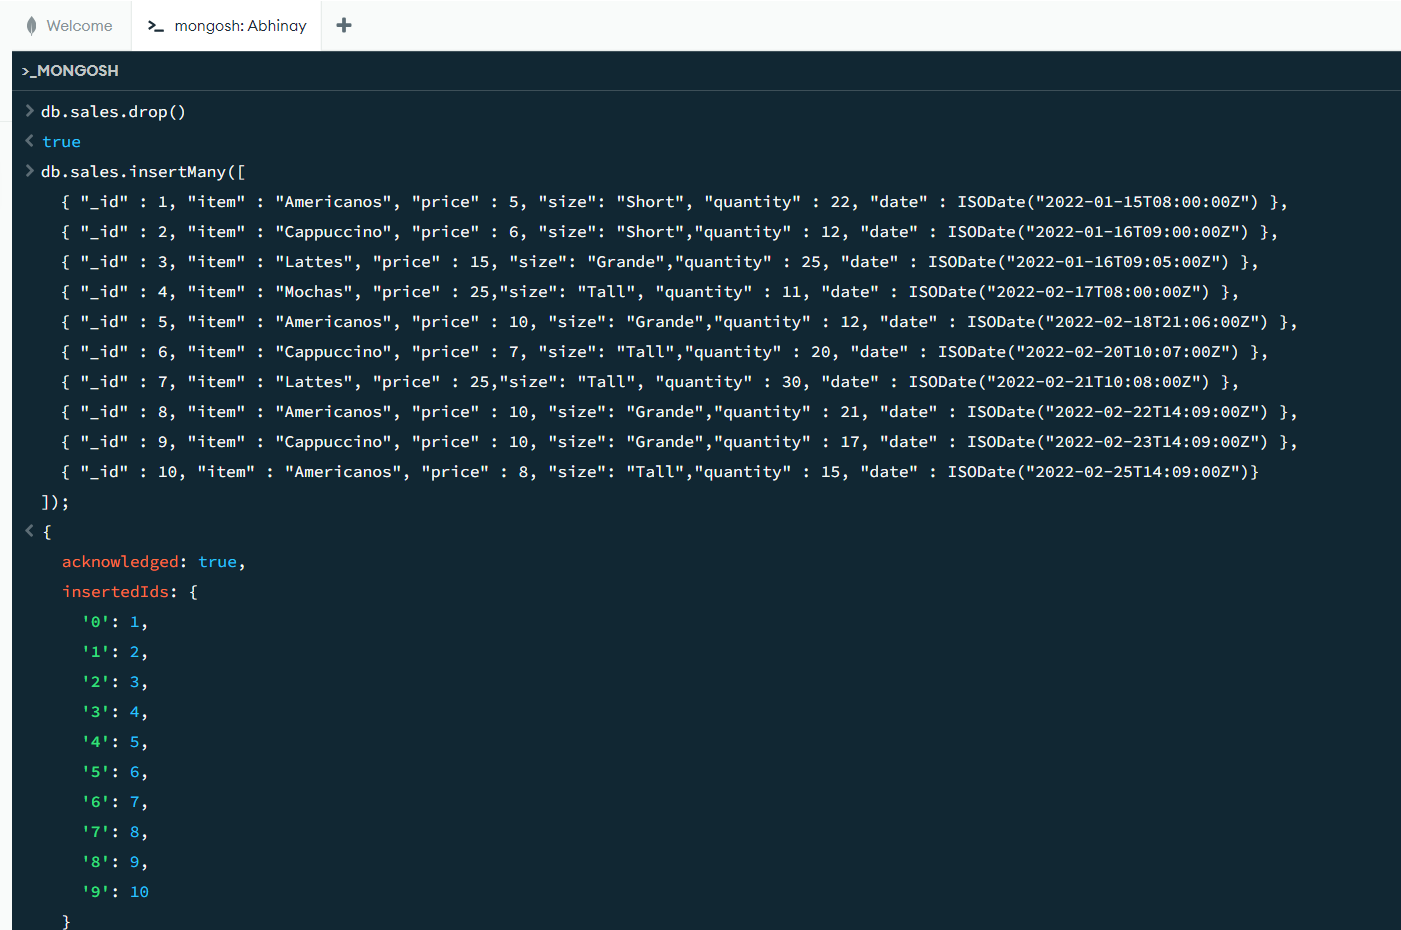 Welcome
>_ mongosh: Abhinay +
>_MONGOSH
> db.sales.drop()
< true
> db.sales.insertMany([
{ "_id" : 1, "item" : "Americanos", "price" : 5, "size": "Short", "quantity" : 22, "date" : ISODate("2022-01-15T08:00:00Z") },
{ "_id" : 2, "item" : "Cappuccino", "price" : 6, "size": "Short","quantity" : 12, "date" : ISODate("2022-01-16T09:00:00Z") },
{ "_id" : 3, "item" : "Lattes", "price" : 15, "size": "Grande","quantity" : 25, "date" : ISODate("2022-01-16T09:05:00Z") },
{ "_id" : 4, "item" : "Mochas", "price" : 25,"size": "Tall", "quantity" : 11, "date" : ISODate("2022-02-17T08:00:00Z") },
{ "_id" : 5, "item" : "Americanos", "price" : 10, "size": "Grande","quantity" : 12, "date" : ISODate("2022-02-18T21:06:00Z") },
{ "_id" : 6, "item" : "Cappuccino", "price" : 7, "size": "Tall","quantity" : 20, "date" : ISODate("2022-02-20T10:07:00Z") },
{ "_id" : 7, "item" : "Lattes", "price" : 25,"size": "Tall", "quantity" : 30, "date" : ISODate("2022-02-21T10:08:00Z") },
{ "_id" : 8, "item" : "Americanos", "price" : 10, "size": "Grande","quantity" : 21, "date" : ISODate("2022-02-22T14:09:00Z") },
{ "_id" : 9, "item" : "Cappuccino", "price" : 10, "size": "Grande","quantity" : 17, "date" : ISODate("2022-02-23T14:09:00Z") },
{ "_id" : 10, "item" : "Americanos", "price" : 8, "size": "Tall","quantity" : 15, "date" : ISODate("2022-02-25T14:09:00Z")}
]);
< {
acknowledged: true,
insertedIds: {
'0': 1,
'1': 2,
'2': 3,
'3': 4,
'4': 5,
'5': 6,
'6': 7,
'7': 8,
'8': 9,
'9': 10
}